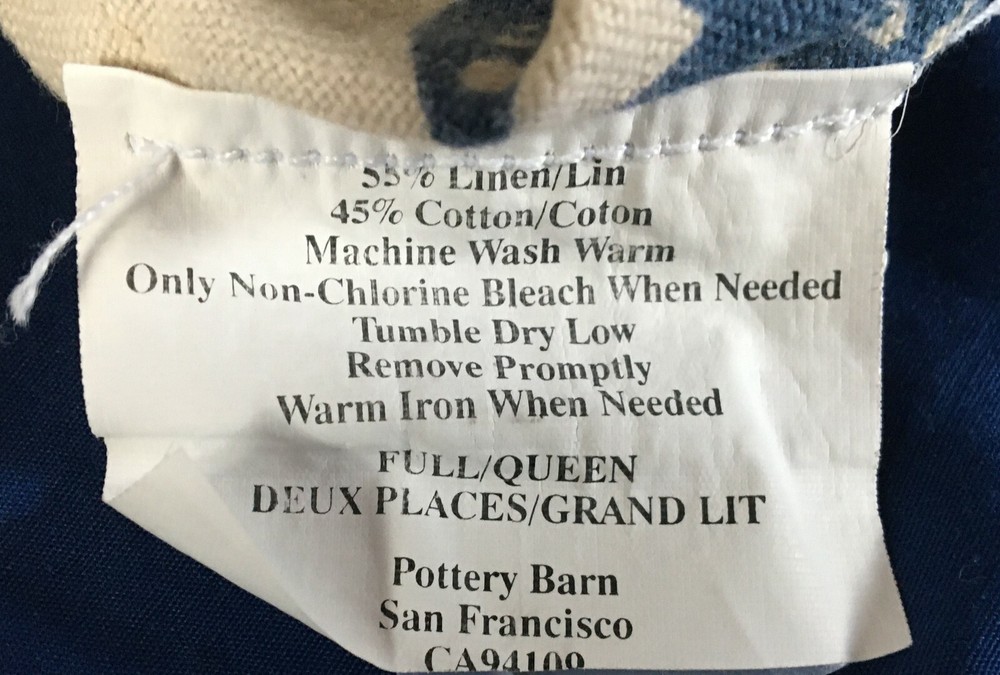 55% Linen/Lin
45% Cotton/Coton
Machine Wash Warm
Only Non-Chlorine Bleach When Needed
Tumble Dry Low
Remove Promptly
Warm Iron When Needed
FULL/QUEEN
DEUX PLACES/GRAND LIT
Pottery Barn
San Francisco
CA94109